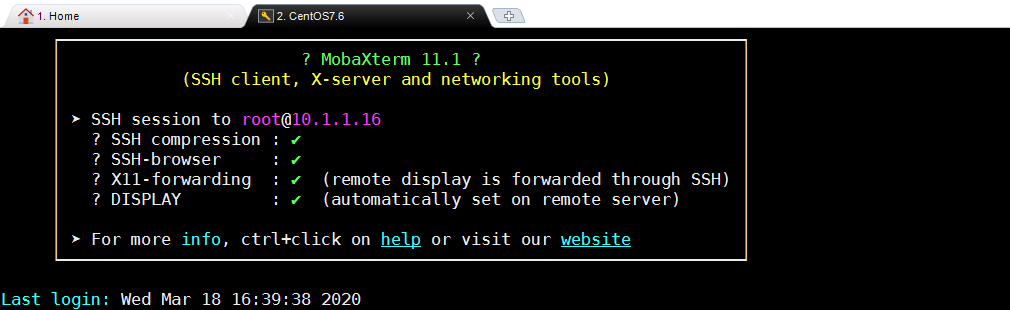 1. Home
2. CentOS7.6
? MobaXterm 11.1 ?
(SSH client, X-server and networking tools)
➤ SSH session to root@10.1.1.16
? SSH compression : ✔
? SSH-browser : ✔
? X11-forwarding : ✔ (remote display is forwarded through SSH)
? DISPLAY : ✔ (automatically set on remote server)
➤ For more info, ctrl+click on help or visit our website
Last login: Wed Mar 18 16:39:38 2020